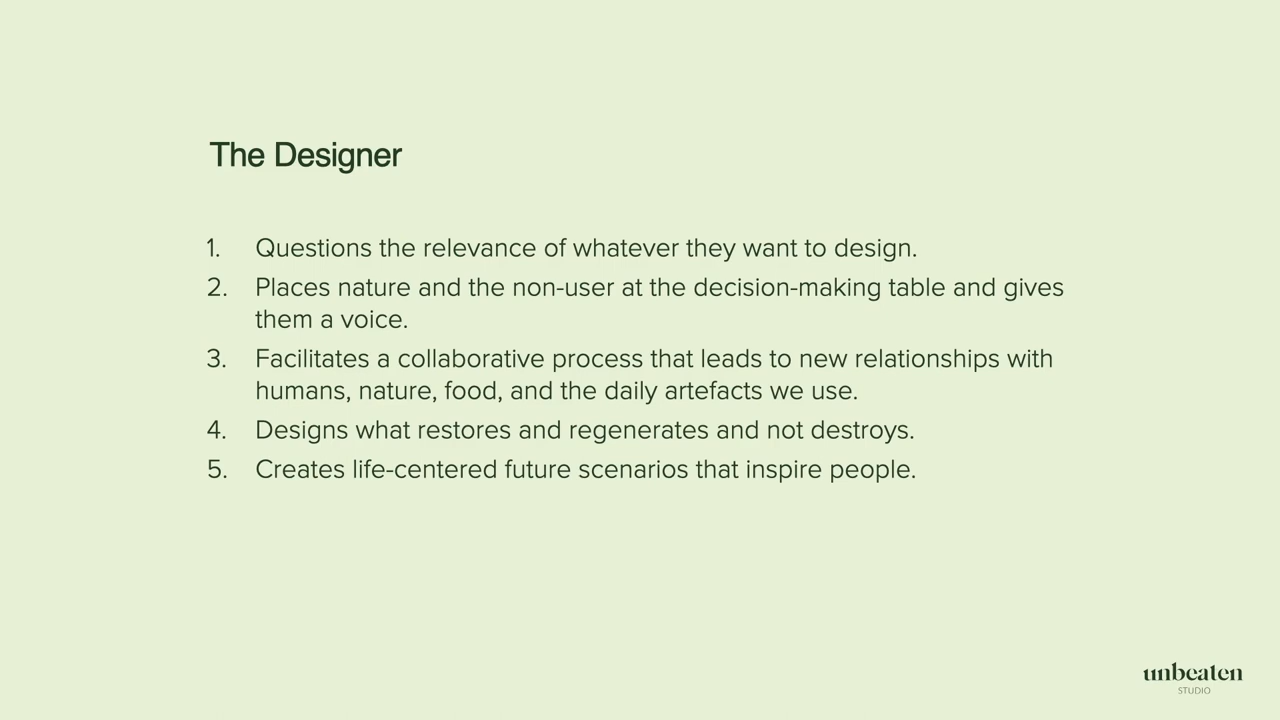 The Designer
1. Questions the relevance of whatever they want to design.
2. Places nature and the non-user at the decision-making table and gives
them a voice.
3. Facilitates a collaborative process that leads to new relationships with
humans, nature, food, and the daily artefacts we use.
4. Designs what restores and regenerates and not destroys.
5. Creates life-centered future scenarios that inspire people.
unbeaten
STUDIO